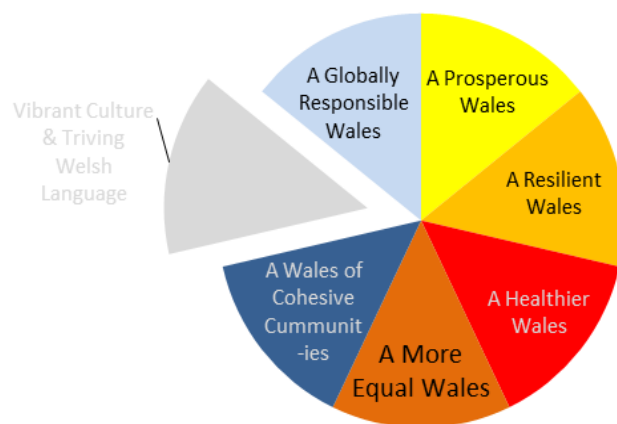 A Globally
Responsible
Wales
A Prosperous
Wales
Vibrant Culture
& Triving
Welsh
Language
A Resilient
Wales
A Wales of
Cohesive
Cummunit
-ies
A Healthier
Wales
A More
Equal Wales